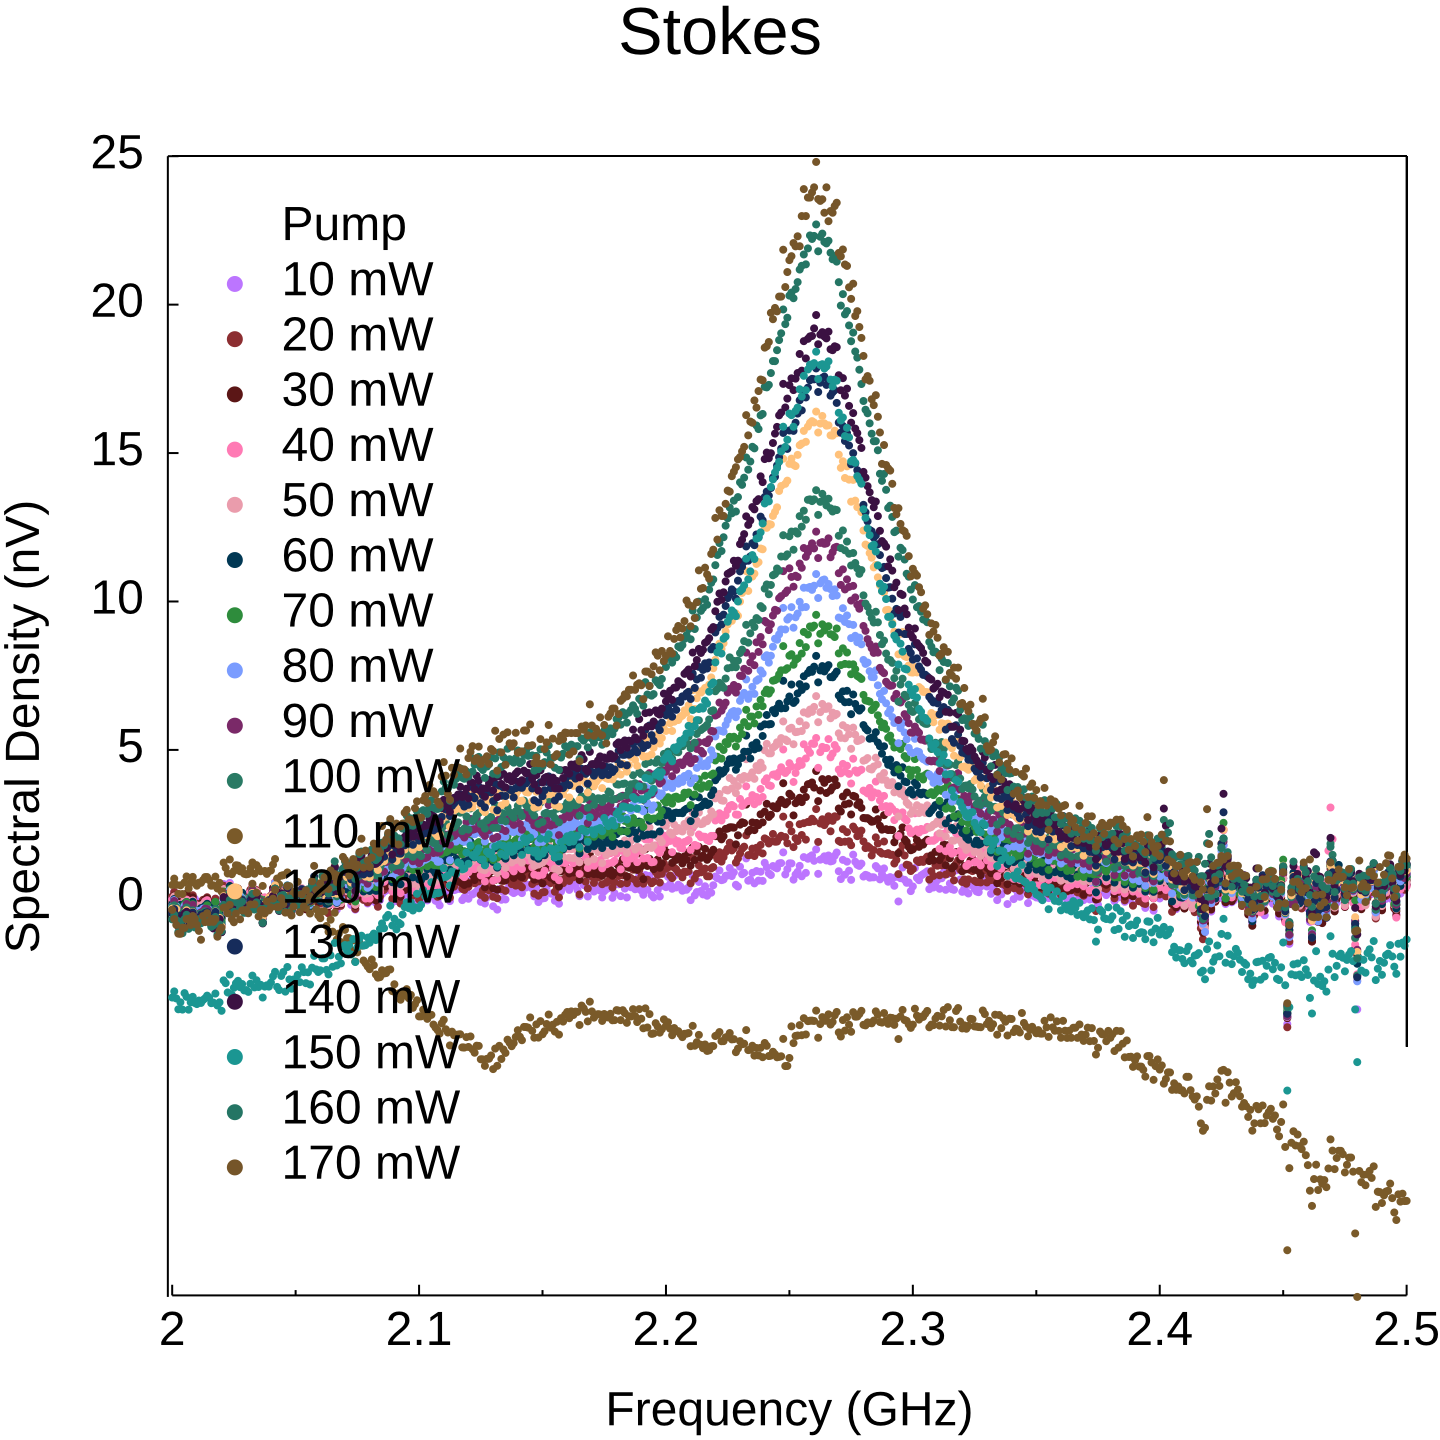 Stokes
25
20
15
10
5
0
Spectral Density (nV)
Pump
10 mW
20 mW
30 mW
40 mW
50 mW
60 mW
70 mW
80 mW
90 mW
100 mW
110 mW
120 mW
130 mW
140 mW
150 mW
160 mW
170 mW
2 2.1 2.2 2.3 2.4 2.5
Frequency (GHz)